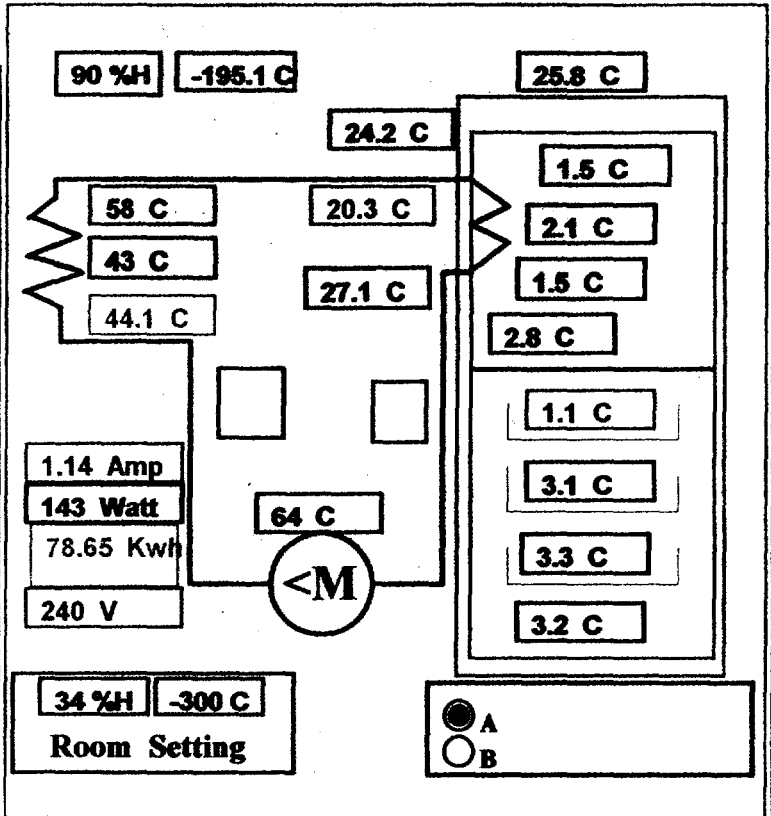 90 %H -195.1 C 25.8 C
24.2 C
1.5 C
58 C 20.3 C 2.1 C
43 C 27.1 C 1.5 C
44.1 C 2.8 C
1.1 C
1.14 Amp 3.1 C
143 Watt 64 C
78.65 Kwh <M 3.3 C
240 V 3.2 C
34 %H -300 C
Room Setting
A
B